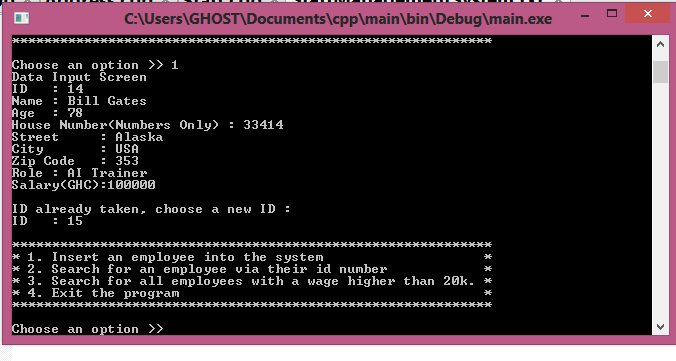 C:\Users\GHOST\Documents\cpp\main\bin\Debug\main.exe
************************************************************
Choose an option >> 1
Data Input Screen
ID   : 14
Name : Bill Gates
Age  : 78
House Number(Numbers Only) : 33414
Street     : Alaska
City       : USA
Zip Code   : 353
Role : AI Trainer
Salary(GHC):100000
ID already taken, choose a new ID :
ID   : 15
************************************************************
* 1. Insert an employee into the system                    *
* 2. Search for an employee via their id number            *
* 3. Search for all employees with a wage higher than 20k. *
* 4. Exit the program                                      *
************************************************************
Choose an option >>